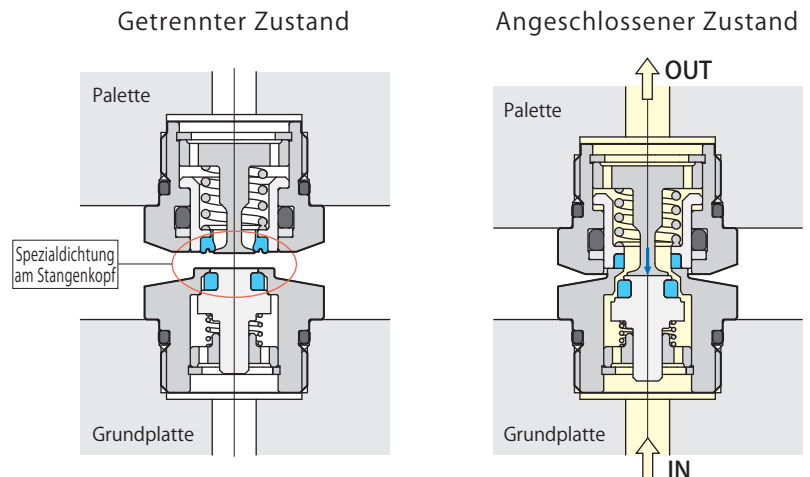 Getrennter Zustand
Angeschlossener Zustand
Palette
Spezialdichtung
am Stangenkopf
Grundplatte
OUT
Palette
Grundplatte
IN